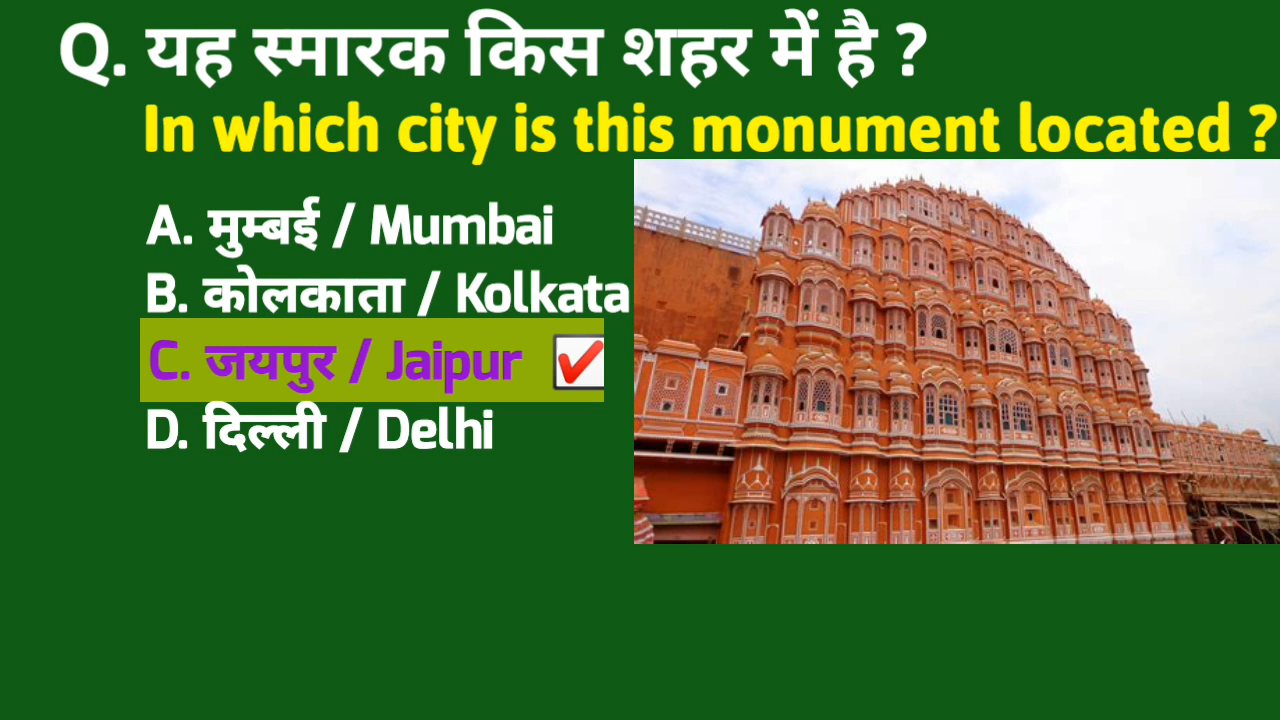 Q. यह स्मारक किस शहर में है ?
In which city is this monument located ?
A. मुम्बई / Mumbai
B. कोलकाता / Kolkata
C. जयपुर / Jaipur
D. दिल्ली / Delhi